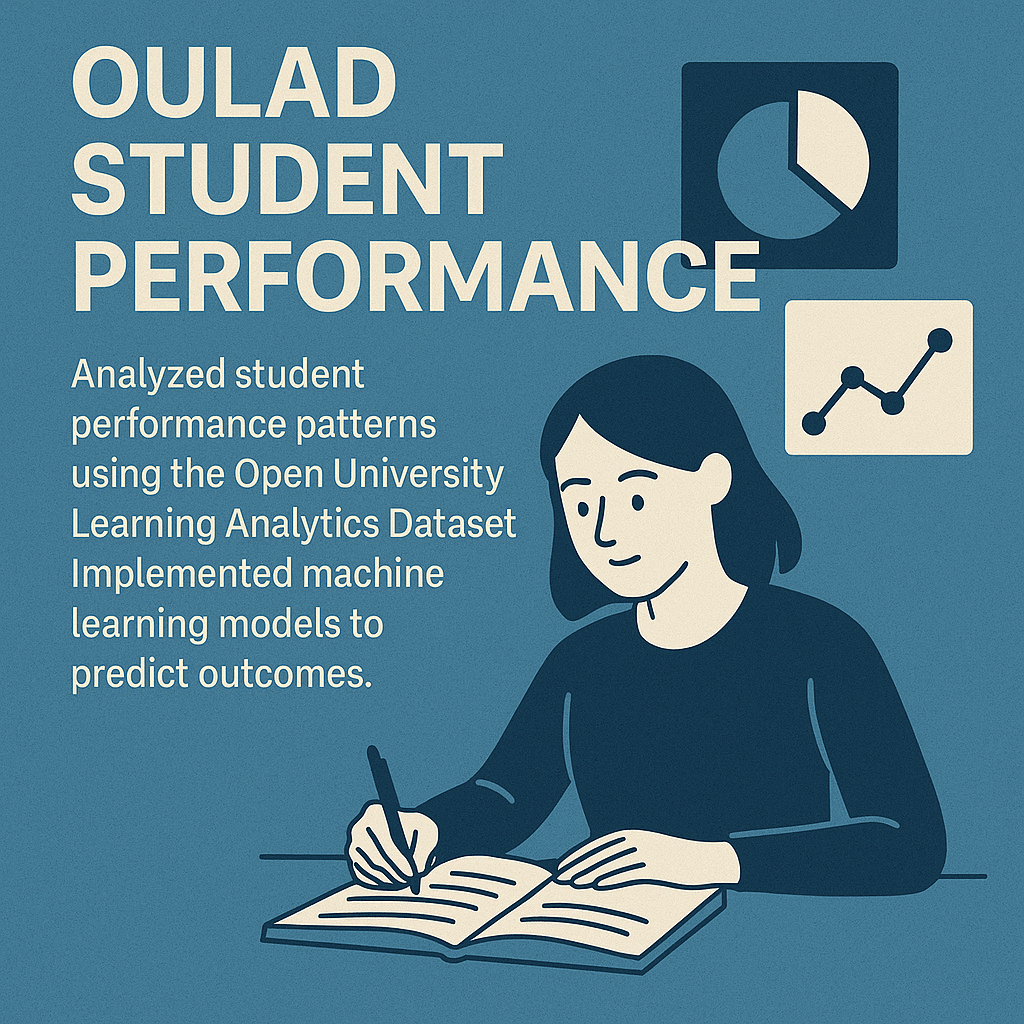 OULAD
STUDENT
PERFORMANCE
Analyzed student
performance patterns
using the Open University
Learning Analytics Dataset
Implemented machine
learning models to
predict outcomes.